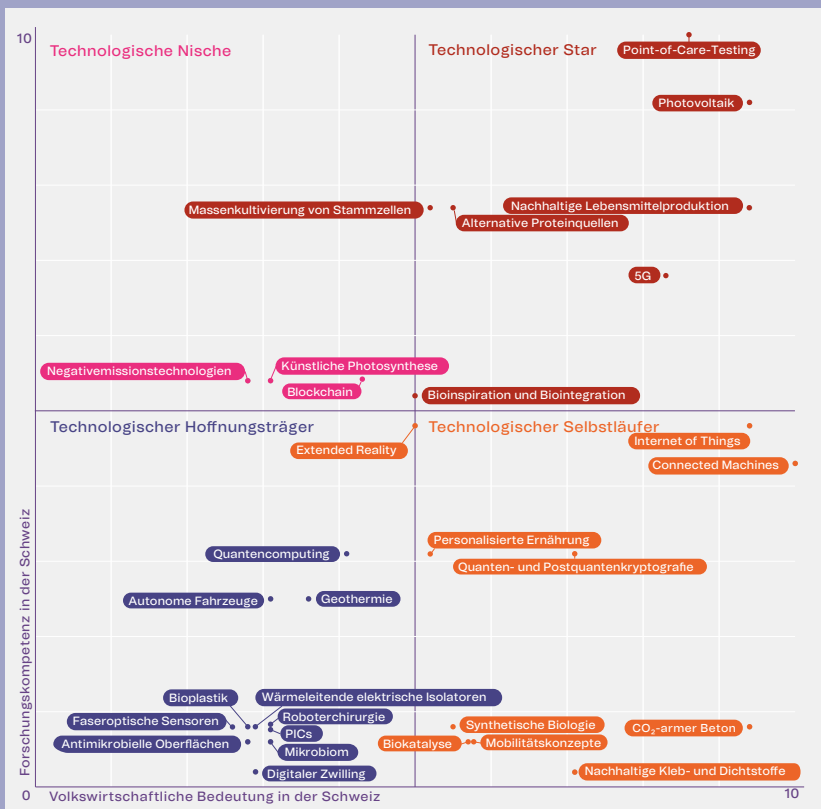 10
Technologische Nische
Technologischer Star
Point-of-Care-Testing
Photovoltaik
Massenkultivierung von Stammzellen
Nachhaltige Lebensmittelproduktion
Alternative Proteinquellen
5G
Negativemissionstechnologien
Künstliche Photosynthese
Blockchain
Bioinspiration und Biointegration
Technologischer Hoffnungsträger
Technologischer Selbstläufer
Extended Reality
Internet of Things
Connected Machines
Personalisierte Ernährung
Quantencomputing
Quanten- und Postquantenkryptografie
Autonome Fahrzeuge
Geothermie
Bioplastik
Wärmeleitende elektrische Isolatoren
Faseroptische Sensoren
Roboterchirurgie
PICs
Synthetische Biologie
CO₂-armer Beton
Antimikrobielle Oberflächen
Mikrobiom
Biokatalyse
Mobilitätskonzepte
Digitaler Zwilling
Nachhaltige Kleb- und Dichtstoffe
Forschungskompetenz in der Schweiz
0
Volkswirtschaftliche Bedeutung in der Schweiz
10